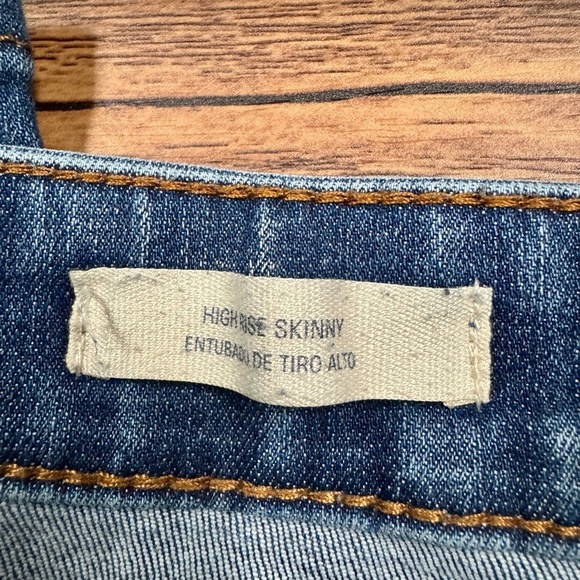 HIGH RISE SKINNY
ENTUBADO DE TIRO ALTO